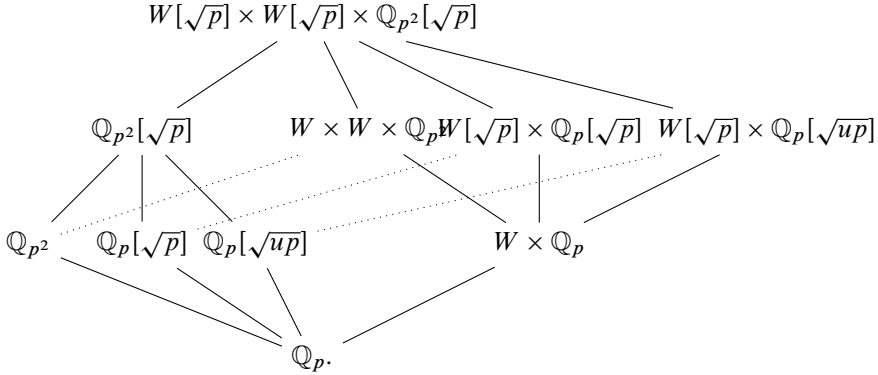 W[√p] × W[√p] × ℚ_{p²}[√p]
ℚ_{p²}[√p] W × W × ℚ_{p²} W[√p] × ℚ_p[√p] W[√p] × ℚ_p[√up]
ℚ_{p²} ℚ_p[√p] ℚ_p[√up] W × ℚ_p
ℚ_p.